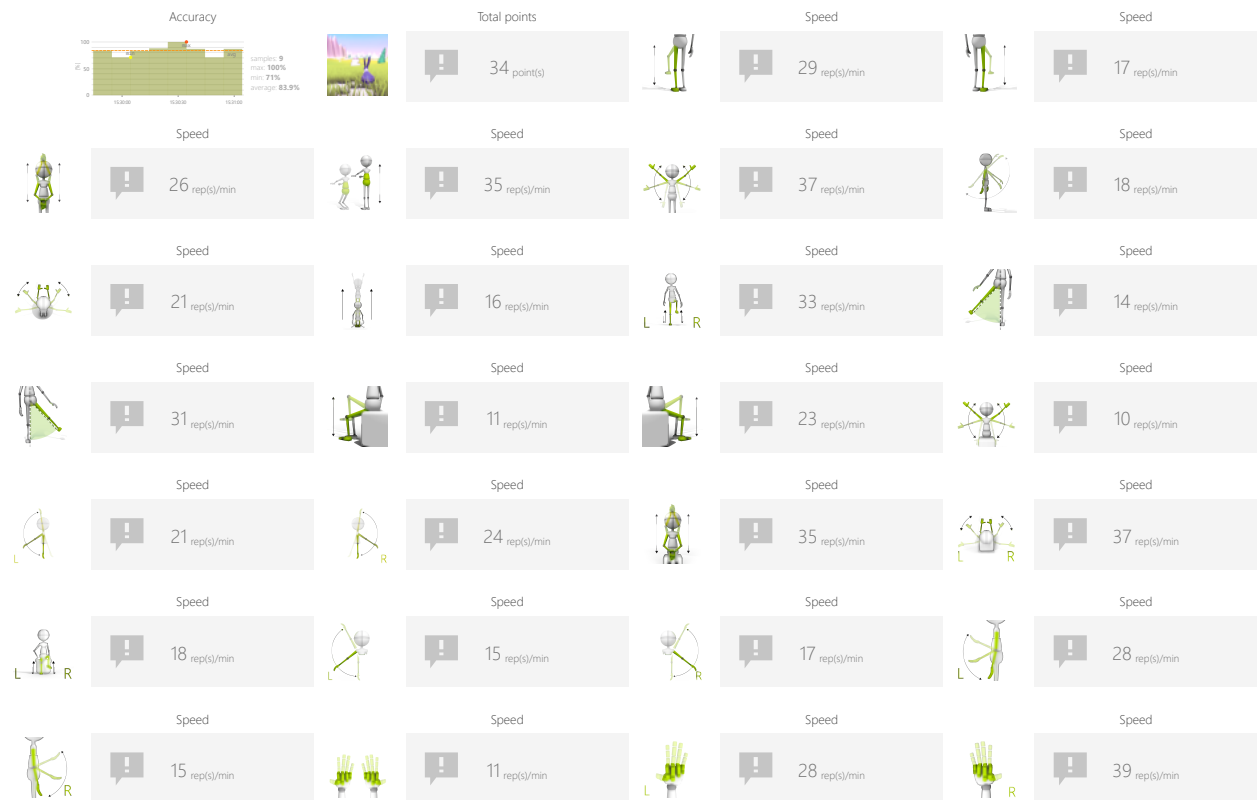 Accuracy
Total points
Speed
Speed
100
50
0
[%]
max
samples: 9
max: 100%
min: 71%
average: 83.9%
34 point(s)
29 rep(s)/min
17 rep(s)/min
Speed
Speed
Speed
Speed
26 rep(s)/min
35 rep(s)/min
37 rep(s)/min
18 rep(s)/min
Speed
Speed
Speed
Speed
21 rep(s)/min
16 rep(s)/min
L R
33 rep(s)/min
14 rep(s)/min
Speed
Speed
Speed
Speed
31 rep(s)/min
11 rep(s)/min
23 rep(s)/min
10 rep(s)/min
Speed
Speed
Speed
Speed
L
21 rep(s)/min
R
24 rep(s)/min
35 rep(s)/min
L R
37 rep(s)/min
Speed
Speed
Speed
Speed
L R
18 rep(s)/min
L
15 rep(s)/min
R
17 rep(s)/min
L
28 rep(s)/min
Speed
Speed
Speed
Speed
R
15 rep(s)/min
11 rep(s)/min
L
28 rep(s)/min
R
39 rep(s)/min